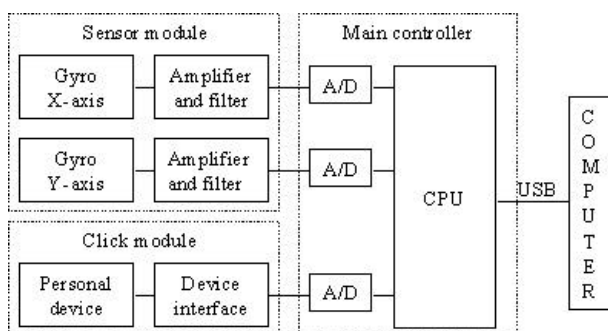 Sensor module
Main controller
Gyro
X-axis
Amplifier
and filter
A/D
Gyro
Y-axis
Amplifier
and filter
A/D
CPU
USB
COMPUTER
Click module
Personal
device
Device
interface
A/D